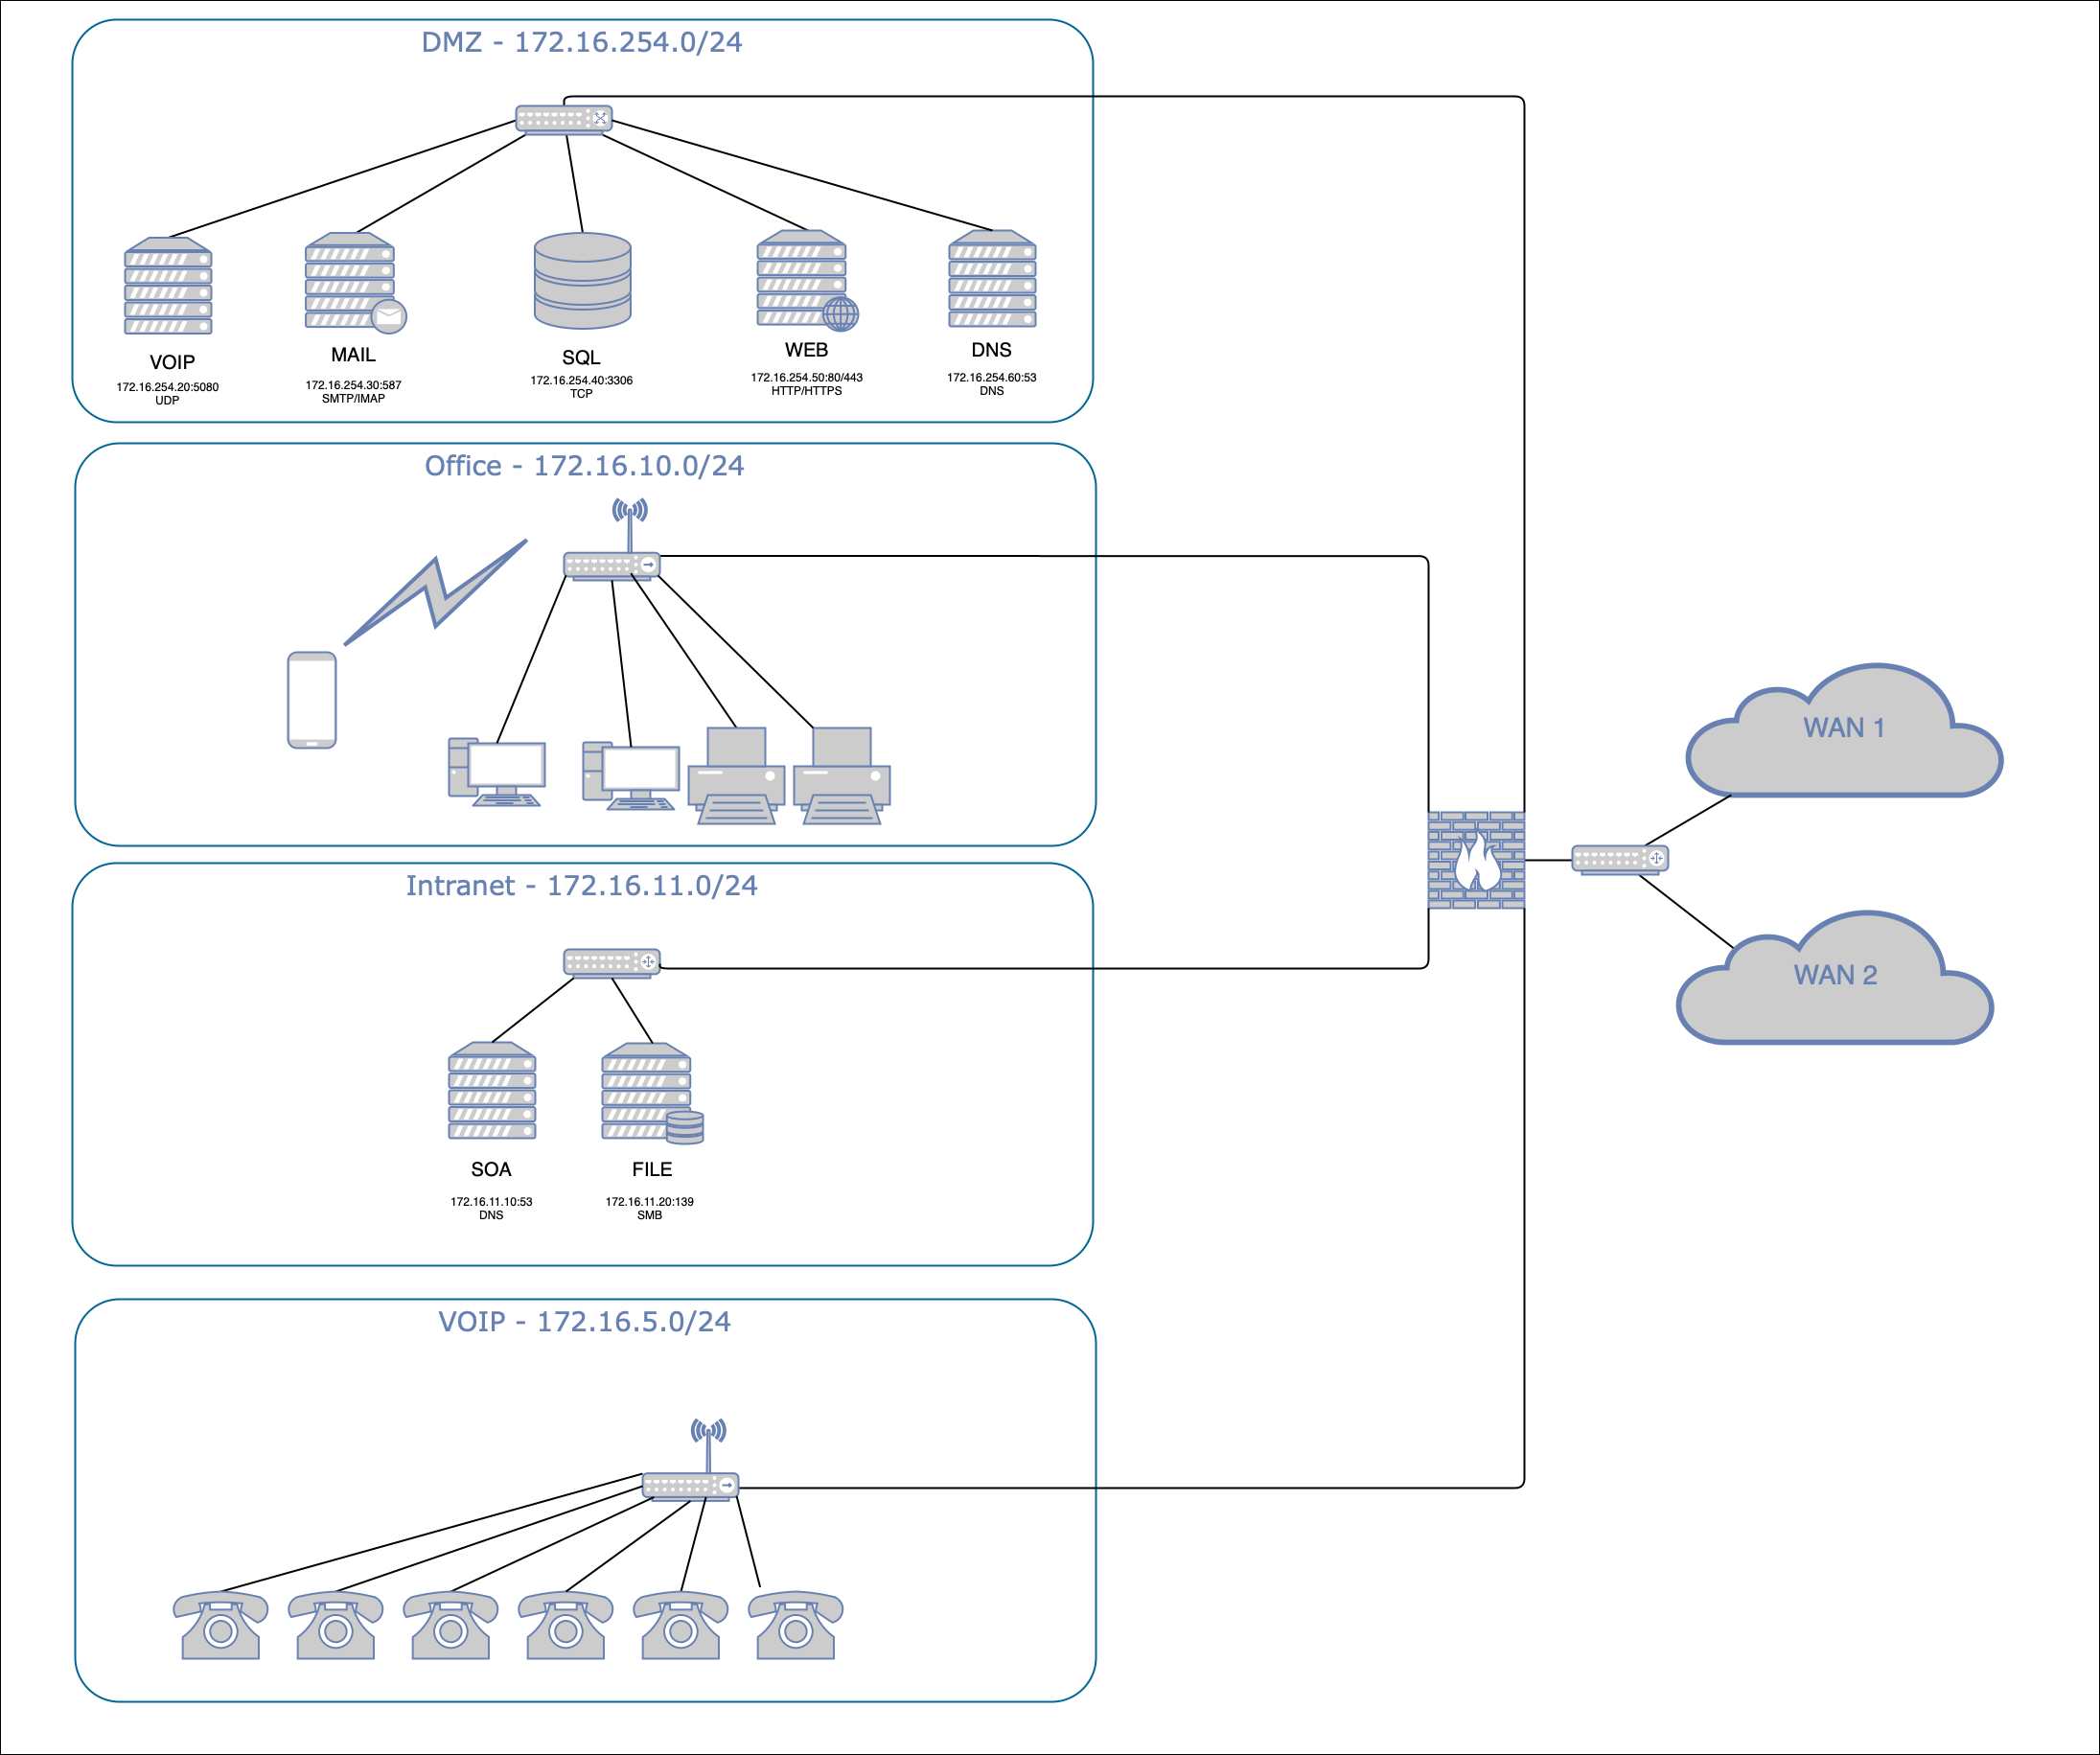 DMZ - 172.16.254.0/24
VOIP
172.16.254.20:5080
UDP
MAIL
172.16.254.30:587
SMTP/IMAP
SQL
172.16.254.40:3306
TCP
WEB
172.16.254.50:80/443
HTTP/HTTPS
DNS
172.16.254.60:53
DNS
Office - 172.16.10.0/24
WAN 1
WAN 2
Intranet - 172.16.11.0/24
SOA
172.16.11.10:53
DNS
FILE
172.16.11.20:139
SMB
VOIP - 172.16.5.0/24